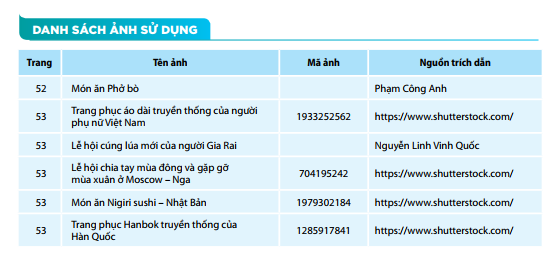 DANH SÁCH ẢNH SỬ DỤNG
Trang Tên ảnh Mã ảnh Nguồn trích dẫn
52 Món ăn Phở bò Phạm Công Anh
53 Trang phục áo dài truyền thống của người
phụ nữ Việt Nam 1933252562 https://www.shutterstock.com/
53 Lễ hội cúng lúa mới của người Gia Rai Nguyễn Linh Vinh Quốc
53 Lễ hội chia tay mùa đông và gặp gỡ
mùa xuân ở Moscow – Nga 704195242 https://www.shutterstock.com/
53 Món ăn Nigiri sushi – Nhật Bản 1979302184 https://www.shutterstock.com/
53 Trang phục Hanbok truyền thống của
Hàn Quốc 1285917841 https://www.shutterstock.com/